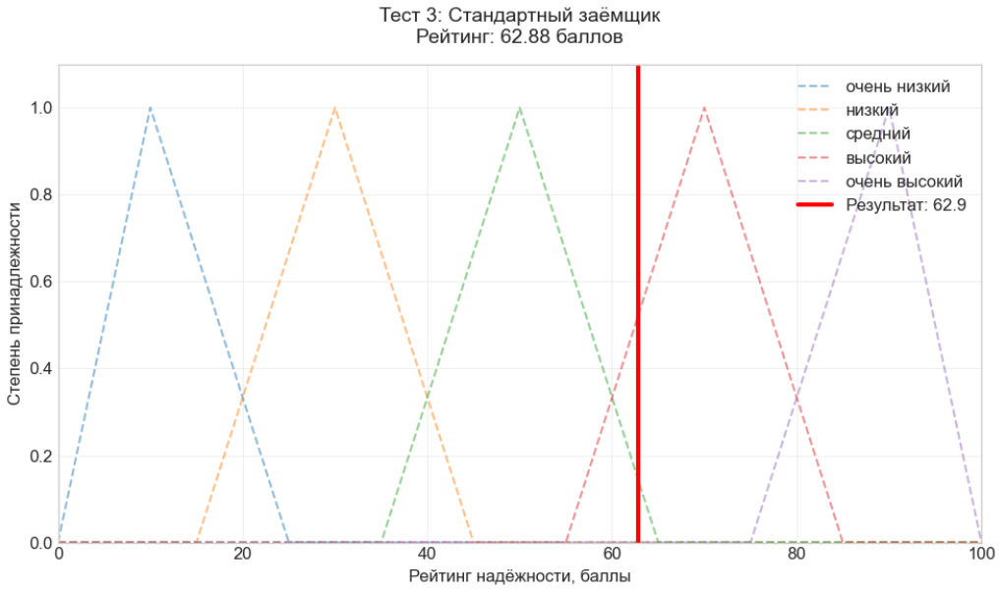 Тест 3: Стандартный заёмщик
Рейтинг: 62.88 баллов
очень низкий
низкий
средний
высокий
очень высокий
Результат: 62.9
Степень принадлежности
1.0
0.8
0.6
0.4
0.2
0.0
0 20 40 60 80 100
Рейтинг надёжности, баллы